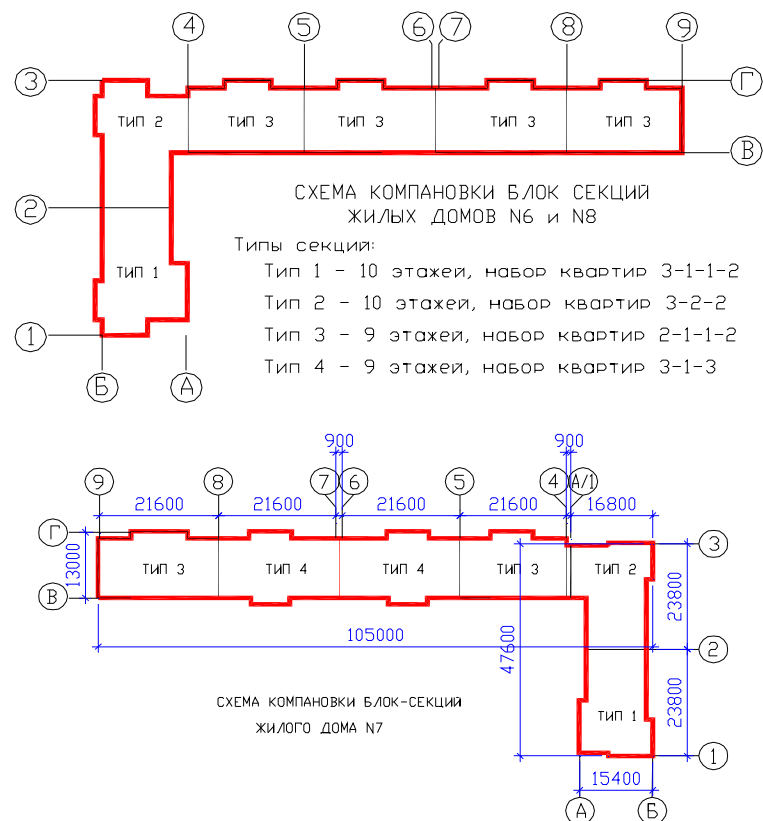 4 5 6 7 8 9
3 Г
ТИП 2 ТИП 3 ТИП 3 ТИП 3 ТИП 3
В
2
СХЕМА КОМПАНОВКИ БЛОК СЕКЦИЙ
ЖИЛЫХ ДОМОВ N6 и N8
Типы секций:
ТИП 1
Тип 1 - 10 этажей, набор квартир 3-1-1-2
Тип 2 - 10 этажей, набор квартир 3-2-2
Тип 3 - 9 этажей, набор квартир 2-1-1-2
Тип 4 - 9 этажей, набор квартир 3-1-3
1
Б А
900 900
9 8 7 6 5 4 А/1
21600 21600 21600 21600 16800
Г
3
13000
ТИП 3 ТИП 4 ТИП 4 ТИП 3 ТИП 2
В
23800
105000
47600
2
СХЕМА КОМПАНОВКИ БЛОК-СЕКЦИЙ
ЖИЛОГО ДОМА N7
ТИП 1
23800
1
15400
А Б